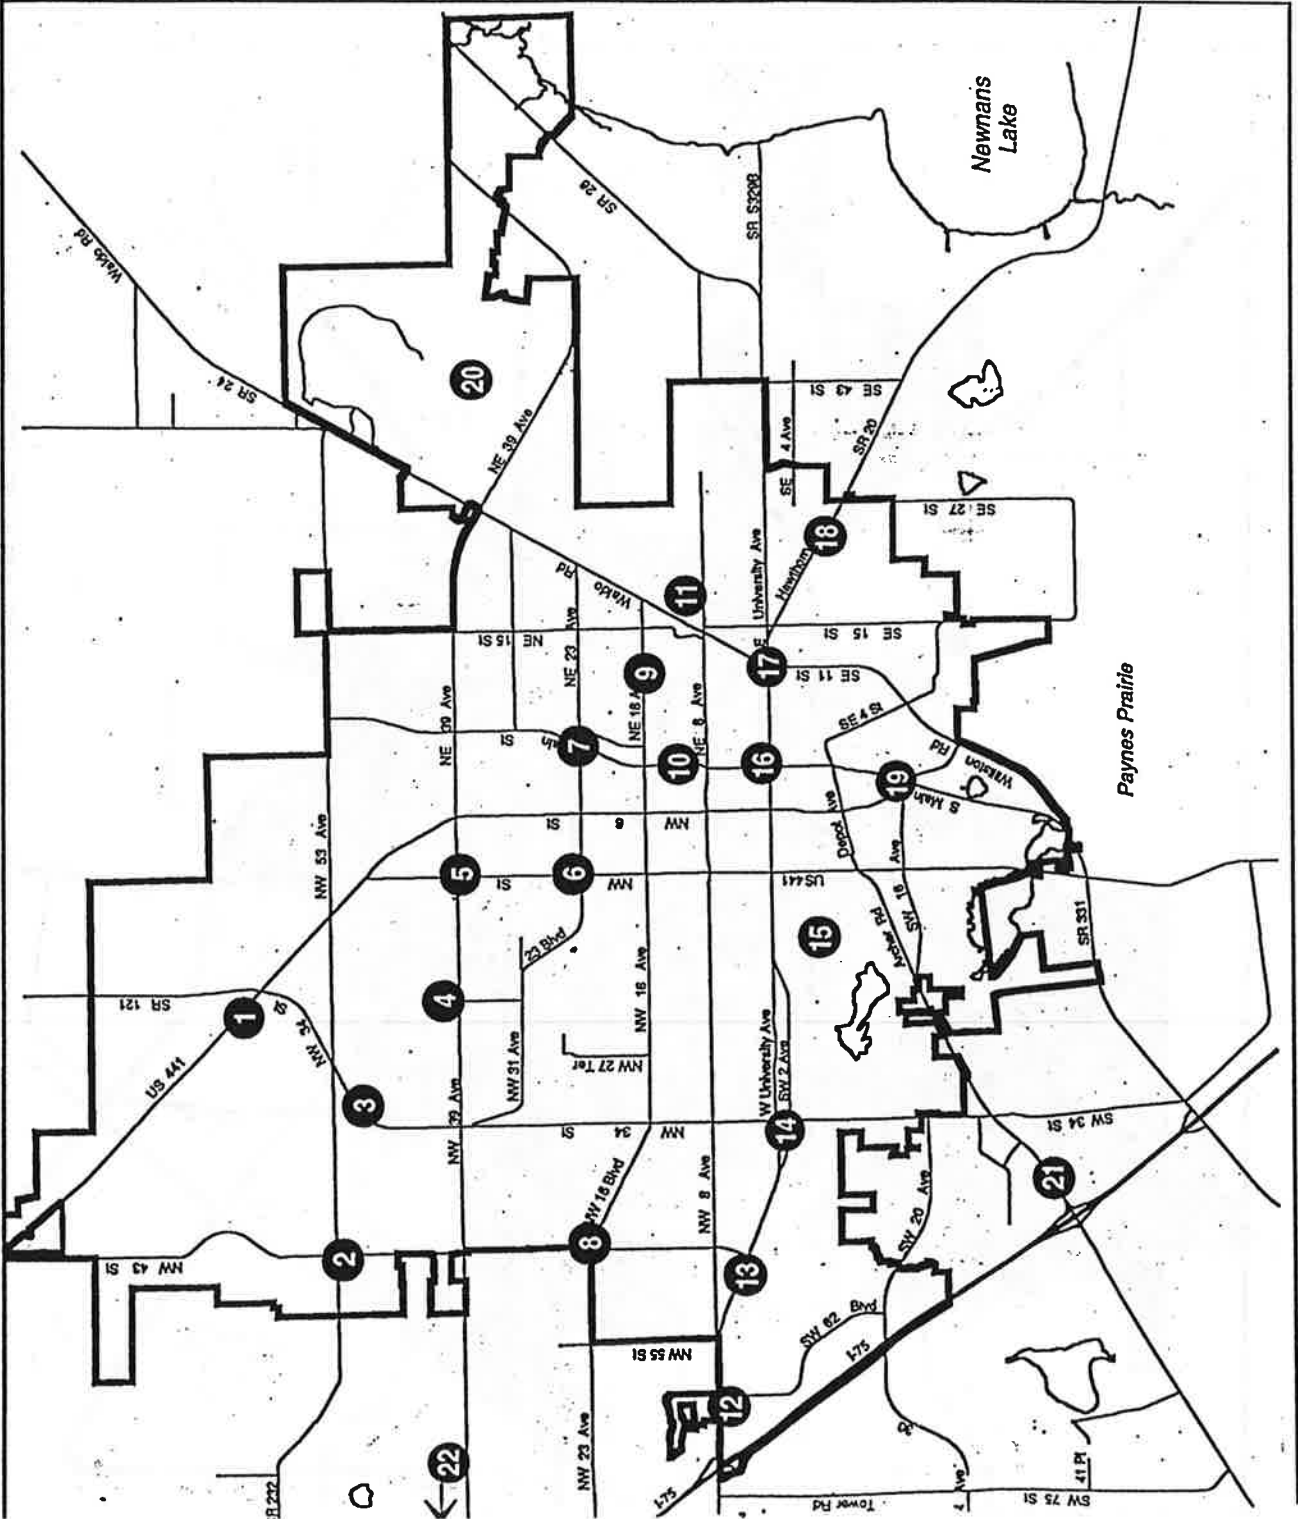 Newnans
Lake
Waldo Rd
SR 26
SR S329B
SR 24
20
NE 39 Ave
SE 43 St
SE 4 Ave
SR 20
SE 27 St
18
Hawthorn
University Ave
Waldo
Rd
11
NE 15 St
SE 15 St
NE 23 Ave
9
17
SE 11 St
NE 39 Ave
NE 18 A
NE 8 Ave
SE 4 St
Paynes Prairie
St
7
10
16
19
Williston
Rd
S Main
NW 53 Ave
St
6
NW
Depot Ave
Ave
SW 16
5
St
6
NW
US441
23 Blvd
15
Archer Rd
SR 331
SR 121
1
4
NW 34 St
NW 16 Ave
US 441
NW 31 Ave
NW 27 Ter
W University Ave
SW 2 Ave
3
NW 39 Ave
St
34
NW
14
SW 34 St
NW 8 Ave
21
SW 20 Ave
NW 43 St
2
8
13
SW 62 Blvd
NW 55 St
I-75
12
22
NW 23 Ave
I-75
Tower Rd
41 Pl
SW 75 St